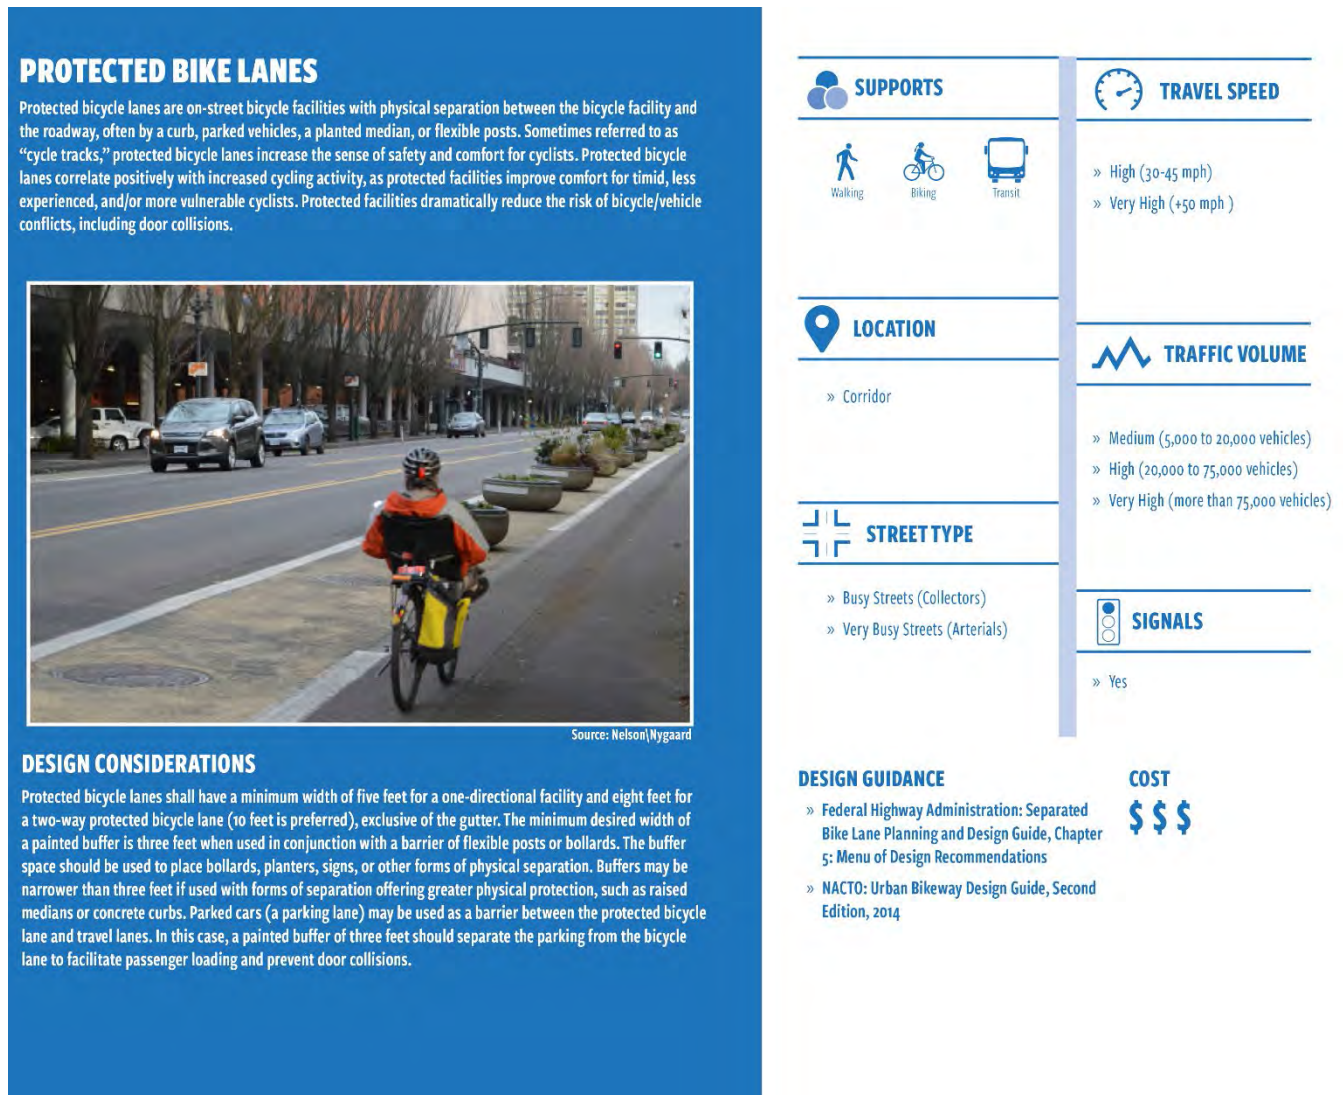 PROTECTED BIKE LANES
Protected bicycle lanes are on-street bicycle facilities with physical separation between the bicycle facility and
the roadway, often by a curb, parked vehicles, a planted median, or flexible posts. Sometimes referred to as
“cycle tracks,” protected bicycle lanes increase the sense of safety and comfort for cyclists. Protected bicycle
lanes correlate positively with increased cycling activity, as protected facilities improve comfort for timid, less
experienced, and/or more vulnerable cyclists. Protected facilities dramatically reduce the risk of bicycle/vehicle
conflicts, including door collisions.
Source: Nelson\Nygaard
DESIGN CONSIDERATIONS
Protected bicycle lanes shall have a minimum width of five feet for a one-directional facility and eight feet for
a two-way protected bicycle lane (10 feet is preferred), exclusive of the gutter. The minimum desired width of
a painted buffer is three feet when used in conjunction with a barrier of flexible posts or bollards. The buffer
space should be used to place bollards, planters, signs, or other forms of physical separation. Buffers may be
narrower than three feet if used with forms of separation offering greater physical protection, such as raised
medians or concrete curbs. Parked cars (a parking lane) may be used as a barrier between the protected bicycle
lane and travel lanes. In this case, a painted buffer of three feet should separate the parking from the bicycle
lane to facilitate passenger loading and prevent door collisions.
SUPPORTS
Walking
Biking
Transit
LOCATION
» Corridor
STREET TYPE
» Busy Streets (Collectors)
» Very Busy Streets (Arterials)
TRAVEL SPEED
» High (30-45 mph)
» Very High (+50 mph )
TRAFFIC VOLUME
» Medium (5,000 to 20,000 vehicles)
» High (20,000 to 75,000 vehicles)
» Very High (more than 75,000 vehicles)
SIGNALS
» Yes
DESIGN GUIDANCE
» Federal Highway Administration: Separated
Bike Lane Planning and Design Guide, Chapter
5: Menu of Design Recommendations
» NACTO: Urban Bikeway Design Guide, Second
Edition, 2014
COST
$ $ $